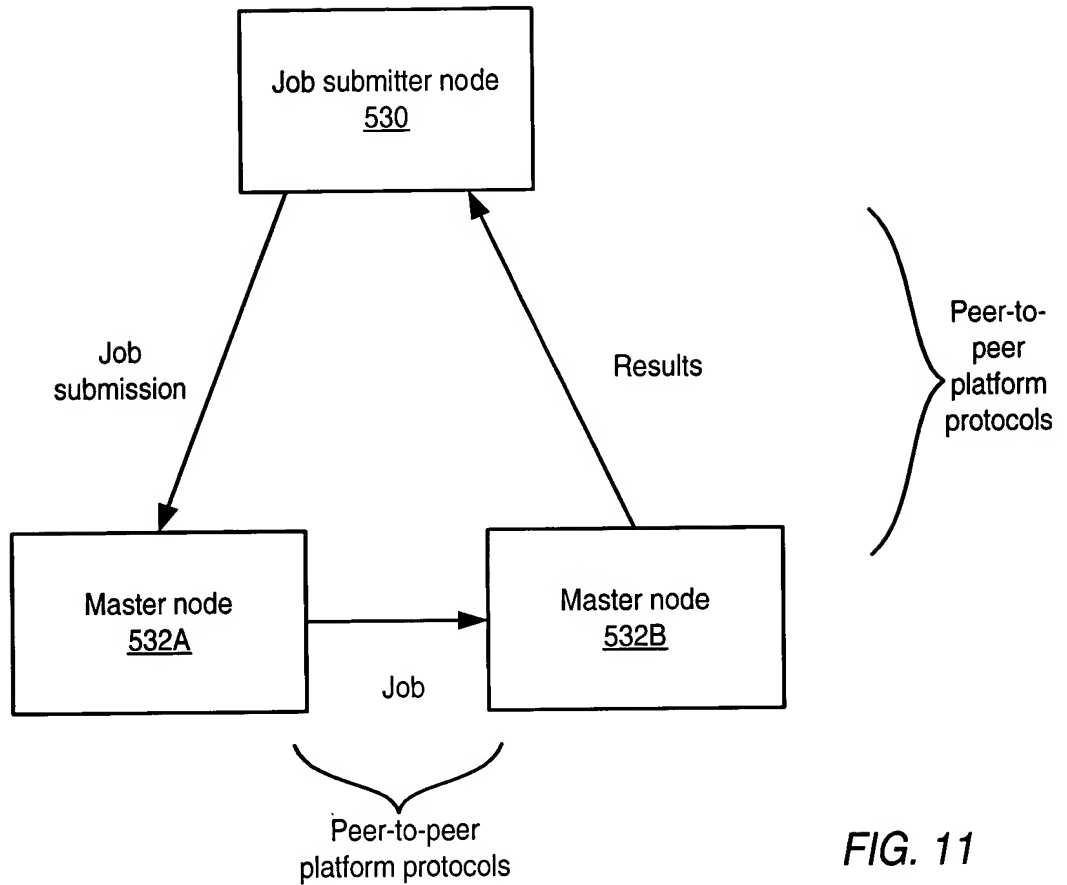 Job submitter node
530
Job
submission
Results
Peer-to-
peer
platform
protocols
Master node
532A
Job
Master node
532B
Peer-to-peer
platform protocols
FIG. 11